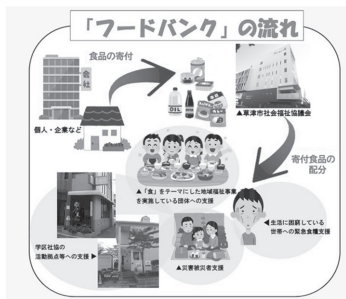 「フードバンク」の流れ
食品の寄付
会社
OIL
個人・企業など
▲草津市社会福祉協議会
寄付食品の
配分
▲「食」をテーマにした地域福祉事業
を実施している団体への支援
◀生活に困窮している
世帯への緊急食糧支援
学区社協の
活動拠点等への支援▶
▲災害被災者支援